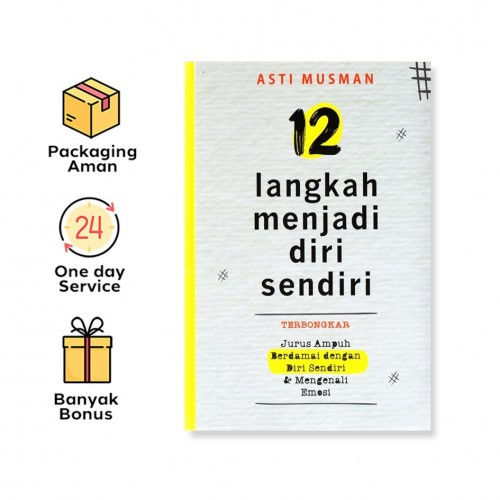 Packaging
Aman
24
One day
Service
Banyak
Bonus
ASTI MUSMAN
12
langkah
menjadi
diri
sendiri
TERBONGKAR
Jurus Ampuh
Berdamai dengan
Diri Sendiri
& Mengenali
Emosi